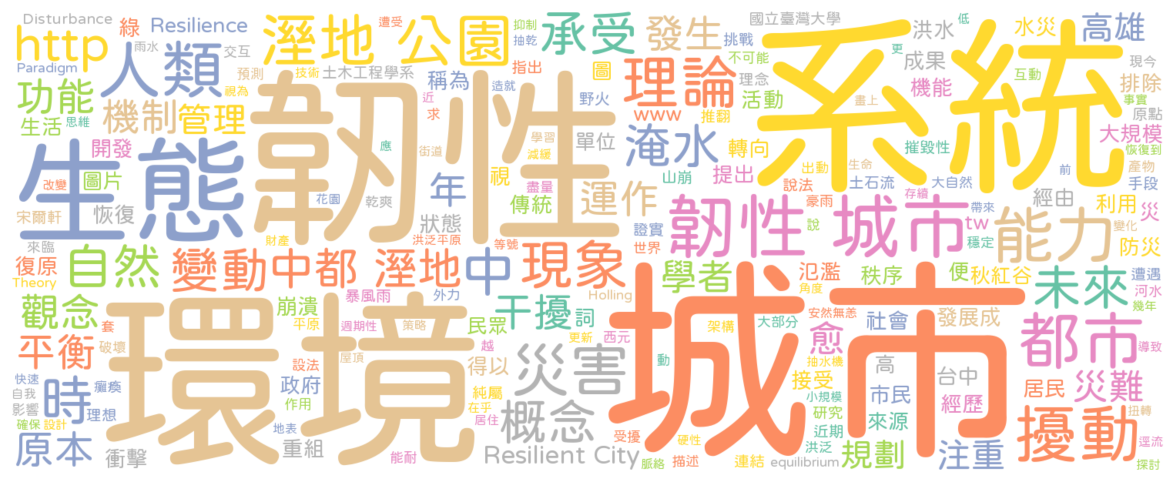 Disturbance
遭受
綠
Resilience
溼地 公園
抑制
承受
發生
國立臺灣大學
低
http
雨水
交互
抽乾
挑戰
洪水
水災
高雄
Paradigm
人類
預測
技術
土木工程學系
稱為
指出
圖
不可能
理念
系統
成果
更
現今
功能
視為
近
造就
野火
理論
活動
機能
互動
排除
事實
生活
思維
機制
管理
韌性
求
www
推翻
畫上
原點
開發
生態
應
學習
單位
淹水
轉向
摧毀性
大規模
恢復到
改變
圖片
街道
減緩
視
山崩
提出
出動
生命
前
產物
宋爾軒
恢復
花園
乾爽
年
盡量
傳統
運作
說法
土石流
大自然
手段
狀態
證實
韌性 城市
豪雨
存續
經由
利用
災
來臨
財產
洪泛平原
等號
世界
說
tw
帶來
能力
變化
復原
自然
變動
中都 溼地
中
現象
學者
氾濫
穩定
防災
Theory
暴風雨
外力
Holling
角度
秩序
便
秋紅谷
未來
遭遇
河水
觀念
崩潰
週期性
策略
民眾
干擾
詞
城市
架構
大部分
安然無恙
社會
發展成
幾年
套
平原
環境
更新
西元
愈
都市
導致
平衡
破壞
設法
屋頂
越
得以
災害
動
抽水機
高
台中
快速
癱瘓
政府
純屬
接受
小規模
市民
經歷
居民
災難
自我
時
理想
作用
在乎
概念
研究
來源
扭轉
影響
確保
設計
地表
居住
受擾
硬性
近期
擾動
原本
衝擊
重組
能耐
Resilient City
脈絡
描述
連結
洪泛
equilibrium
規劃
注重
逕流
探討